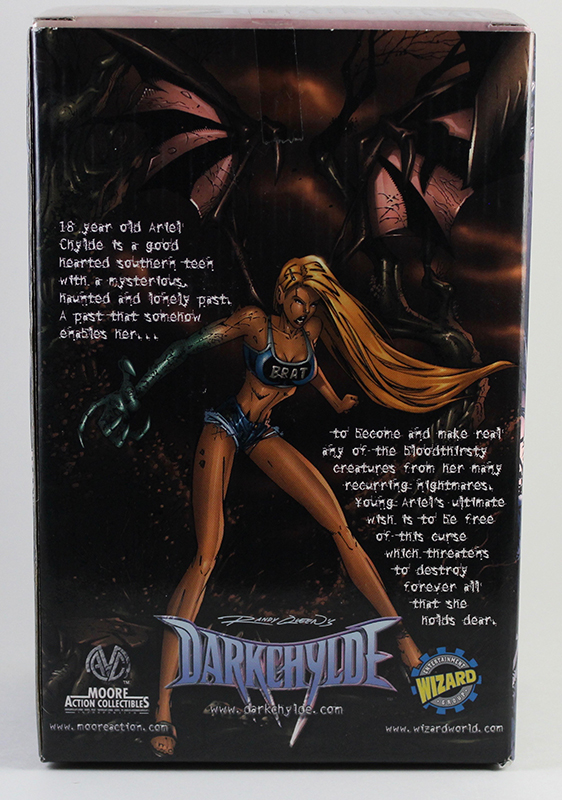 18 year old Ariel
Chylde is a good
hearted southern teen
with a mysterious,
haunted and lonely past.
A past that somehow
enables her...
BRAT
to become and make real
any of the bloodthirsty
creatures from her many
recurring nightmares.
Young Ariel's ultimate
wish is to be free
of this curse
which threatens
to destroy
forever all
that she
holds dear.
RANDY QUEEN'S
DARKCHYLDE
www.darkchylde.com
MOORE
ACTION COLLECTIBLES
INCORPORATED
www.mooreaction.com
ENTERTAINMENT
WIZARD
GROUP
www.wizardworld.com